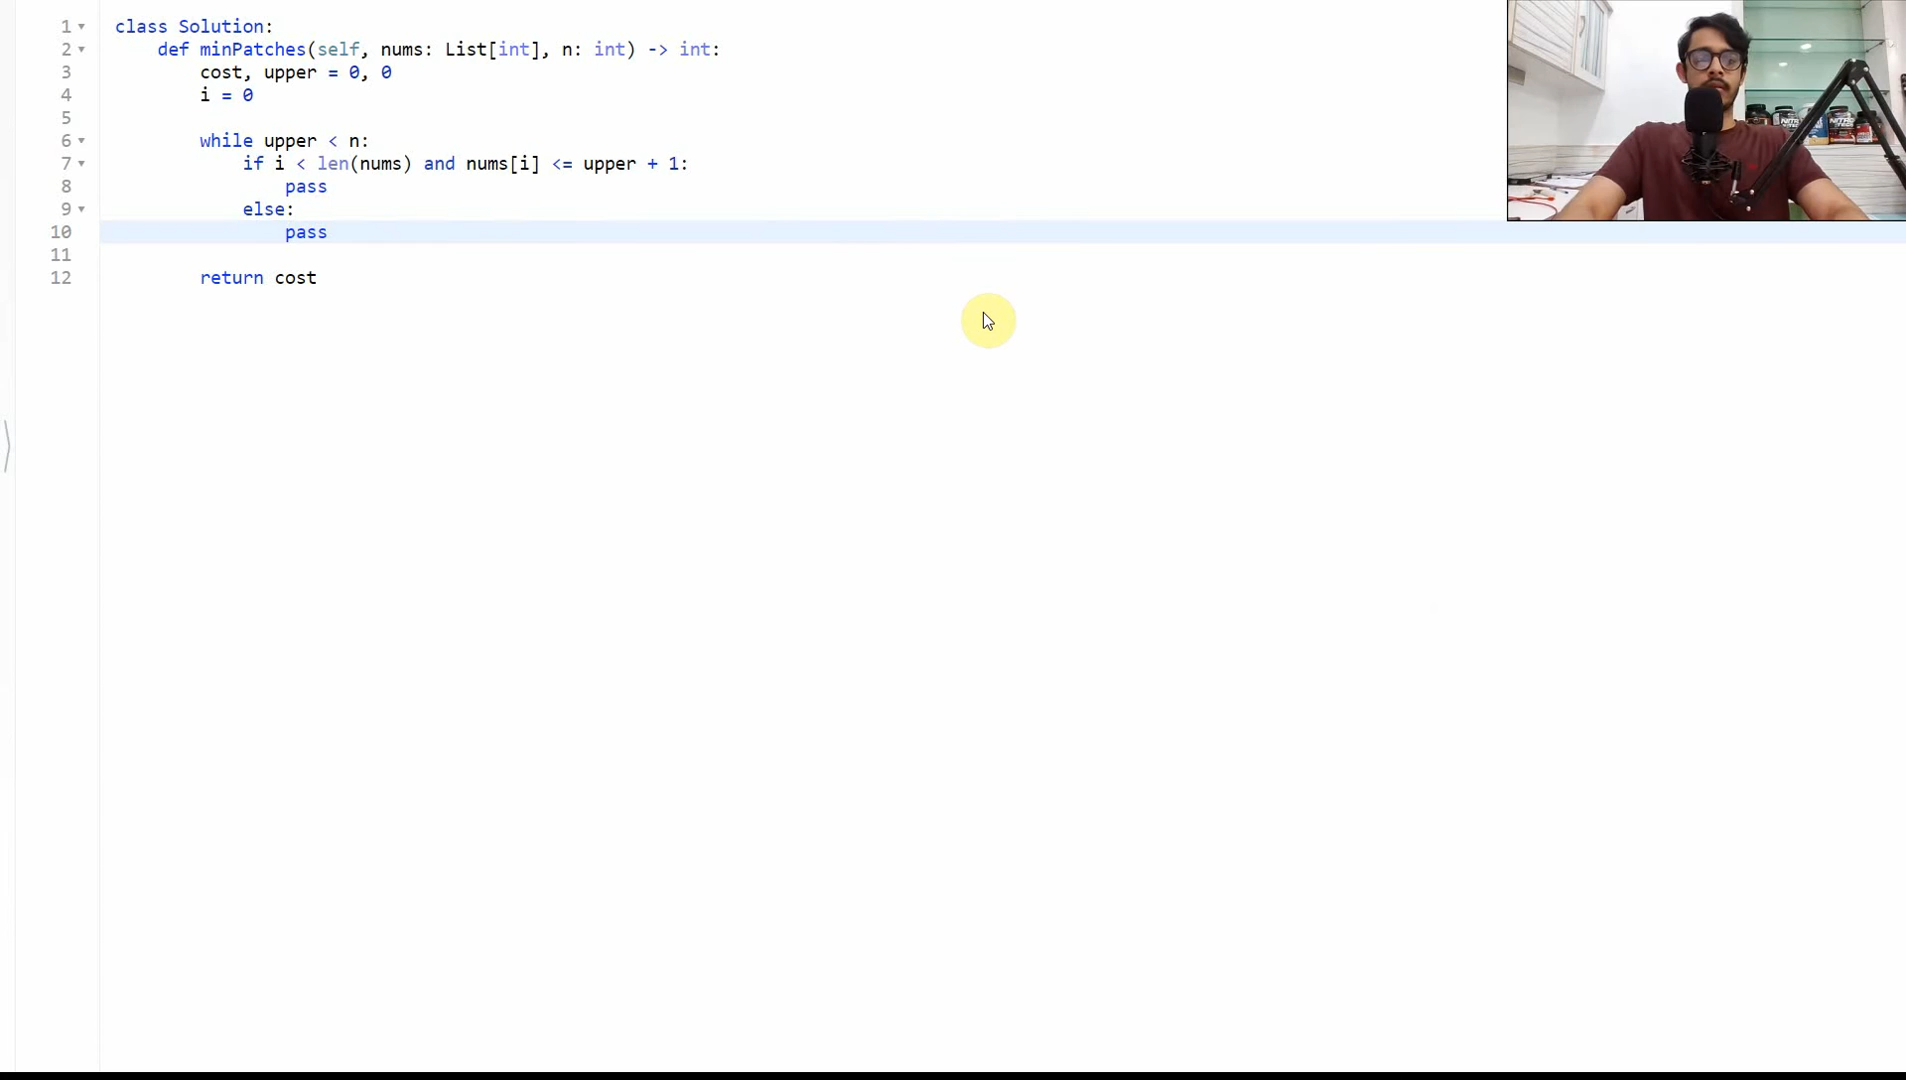 1 class Solution:
2 def minPatches(self, nums: List[int], n: int) -> int:
3 cost, upper = 0, 0
4 i = 0
5
6 while upper < n:
7 if i < len(nums) and nums[i] <= upper + 1:
8 pass
9 else:
10 pass
11
12 return cost